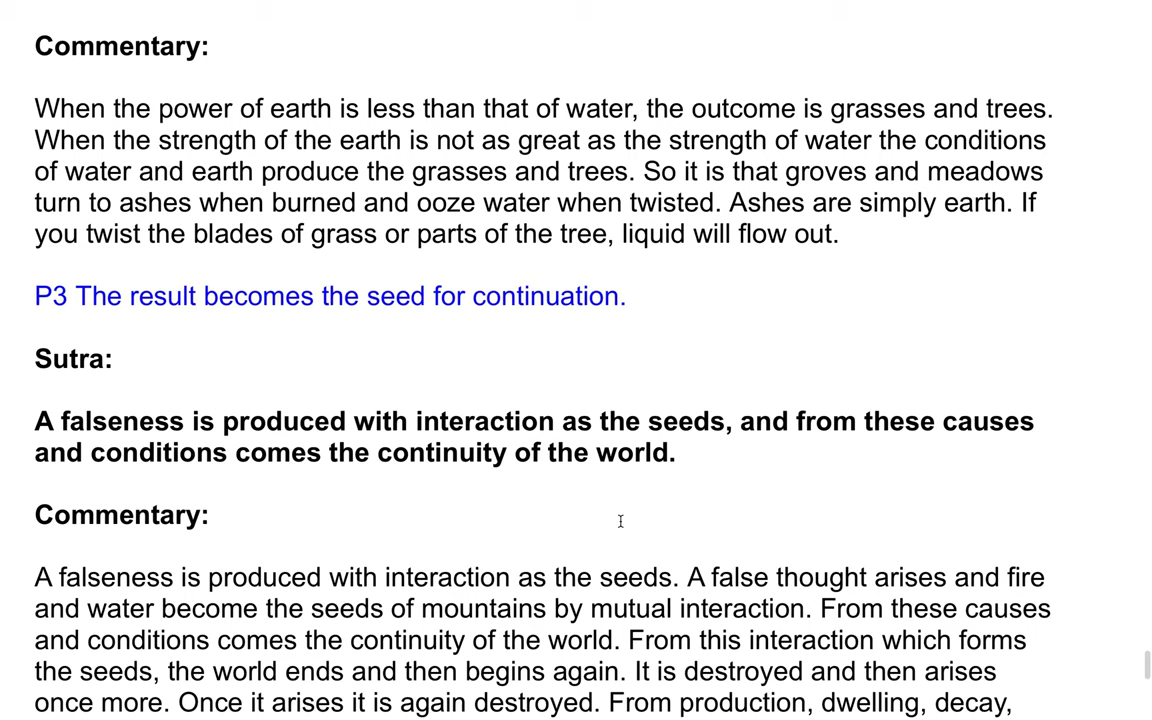 Commentary:
When the power of earth is less than that of water, the outcome is grasses and trees.
When the strength of the earth is not as great as the strength of water the conditions
of water and earth produce the grasses and trees. So it is that groves and meadows
turn to ashes when burned and ooze water when twisted. Ashes are simply earth. If
you twist the blades of grass or parts of the tree, liquid will flow out.
P3 The result becomes the seed for continuation.
Sutra:
A falseness is produced with interaction as the seeds, and from these causes
and conditions comes the continuity of the world.
Commentary:
A falseness is produced with interaction as the seeds. A false thought arises and fire
and water become the seeds of mountains by mutual interaction. From these causes
and conditions comes the continuity of the world. From this interaction which forms
the seeds, the world ends and then begins again. It is destroyed and then arises
once more. Once it arises it is again destroyed. From production, dwelling, decay,